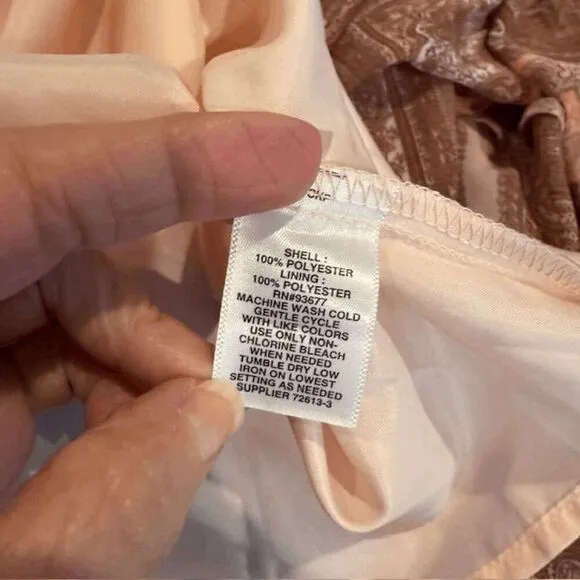 SHELL :
100% POLYESTER
LINING :
100% POLYESTER
RN#93677
MACHINE WASH COLD
GENTLE CYCLE
WITH LIKE COLORS
USE ONLY NON-
CHLORINE BLEACH
WHEN NEEDED
TUMBLE DRY LOW
IRON ON LOWEST
SETTING AS NEEDED
SUPPLIER 72613-3